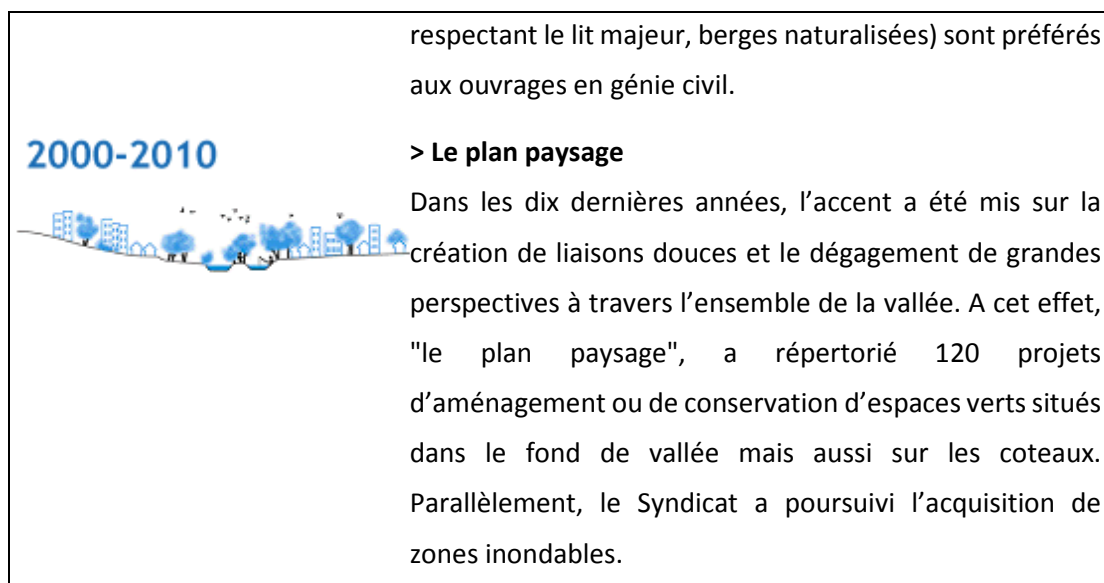 respectant le lit majeur, berges naturalisées) sont préférés
aux ouvrages en génie civil.
2000-2010
> Le plan paysage
Dans les dix dernières années, l’accent a été mis sur la
création de liaisons douces et le dégagement de grandes
perspectives à travers l’ensemble de la vallée. A cet effet,
"le plan paysage", a répertorié 120 projets
d’aménagement ou de conservation d’espaces verts situés
dans le fond de vallée mais aussi sur les coteaux.
Parallèlement, le Syndicat a poursuivi l’acquisition de
zones inondables.